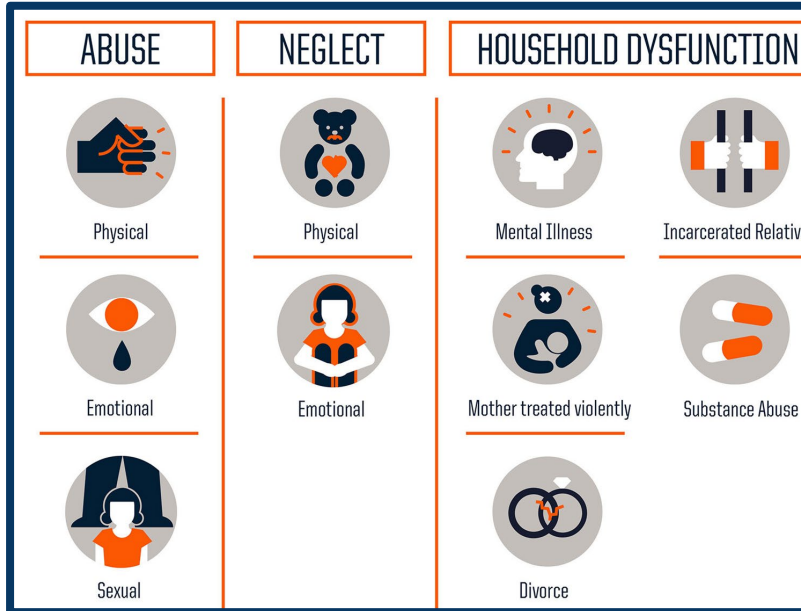 ABUSE
Physical
Emotional
Sexual
NEGLECT
Physical
Emotional
HOUSEHOLD DYSFUNCTION
Mental Illness
Incarcerated Relativ
Mother treated violently
Substance Abuse
Divorce